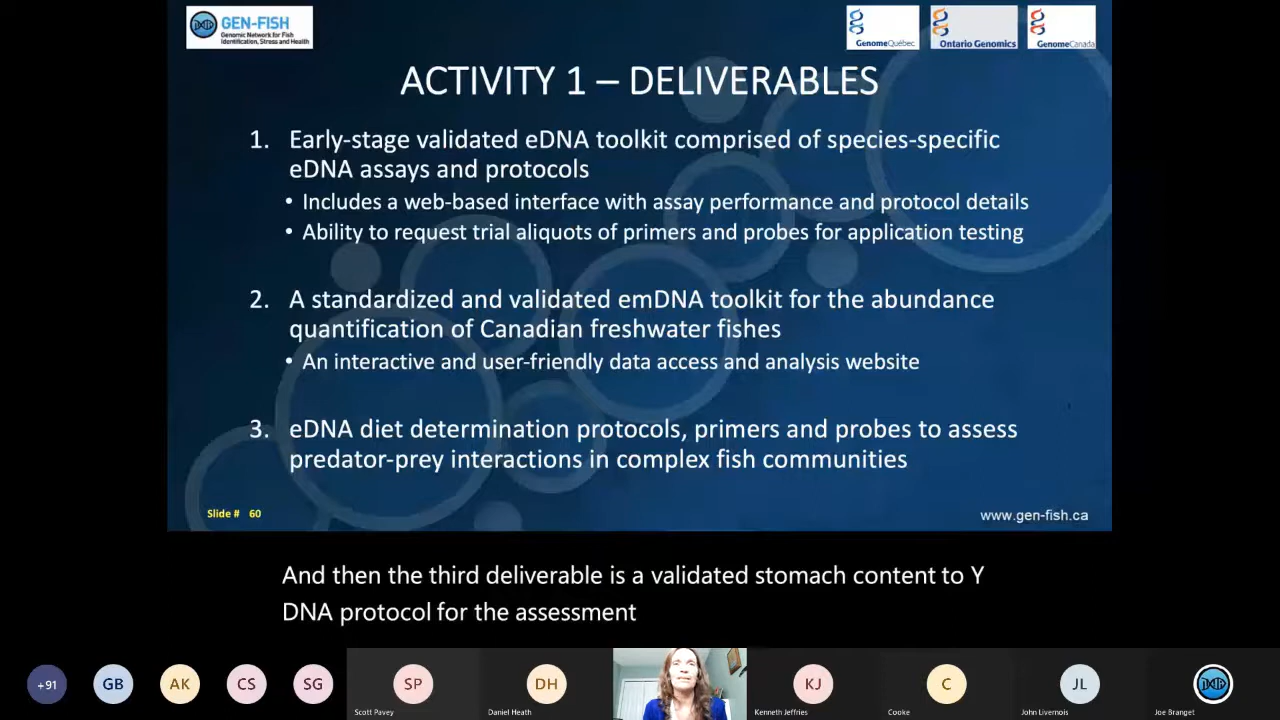 GEN-FISH
Genomic Network for Fish
Identification, Stress and Health
GenomeQuébec
Ontario Genomics
GenomeCanada
ACTIVITY 1 – DELIVERABLES
1. Early-stage validated eDNA toolkit comprised of species-specific
eDNA assays and protocols
• Includes a web-based interface with assay performance and protocol details
• Ability to request trial aliquots of primers and probes for application testing
2. A standardized and validated emDNA toolkit for the abundance
quantification of Canadian freshwater fishes
• An interactive and user-friendly data access and analysis website
3. eDNA diet determination protocols, primers and probes to assess
predator-prey interactions in complex fish communities
Slide # 60
www.gen-fish.ca
And then the third deliverable is a validated stomach content to Y
DNA protocol for the assessment
+91
GB
AK
CS
SG
SP
DH
KJ
C
JL
Scott Pavey
Daniel Heath
Kenneth Jeffries
Cooke
John Livernois
Joe Branget